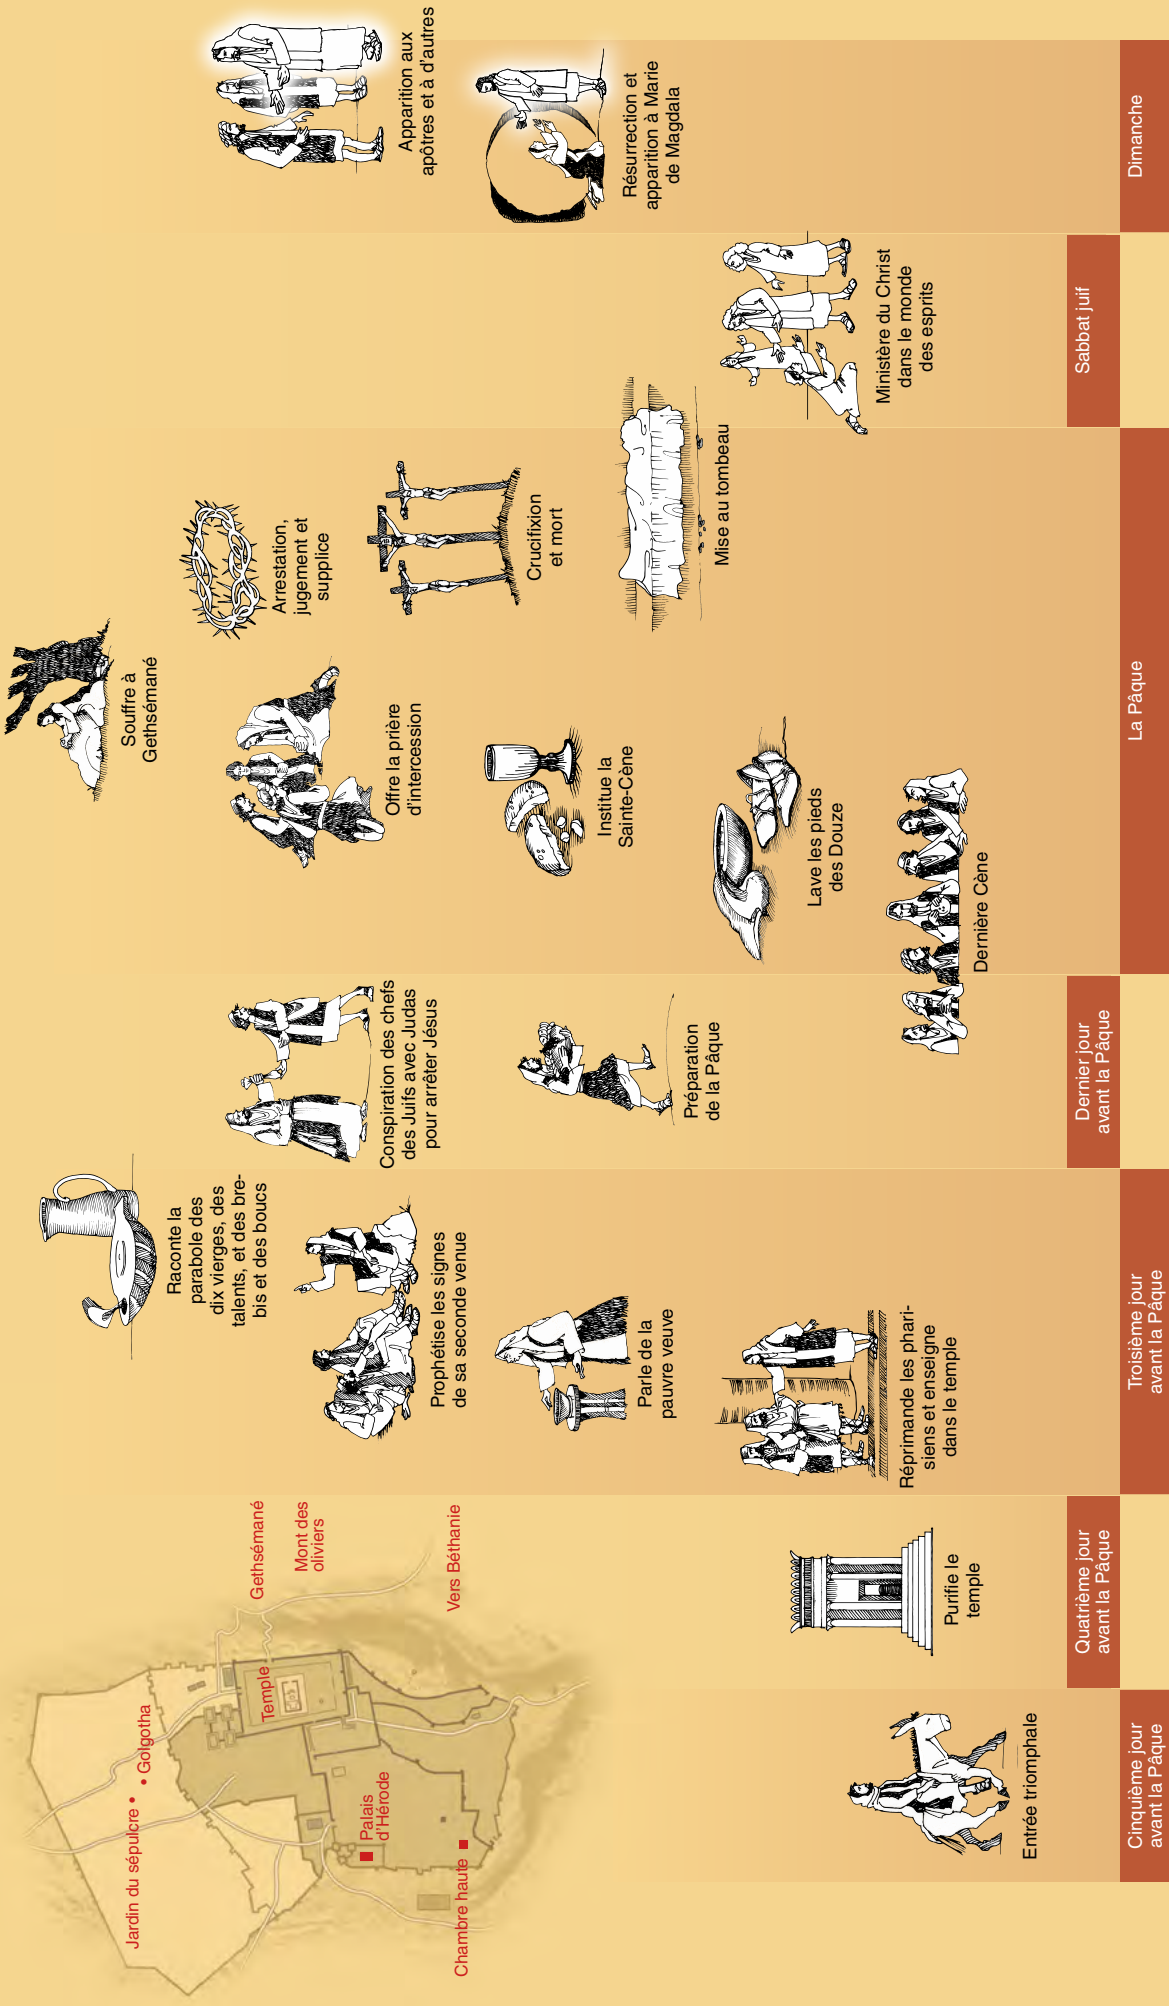 Jardin du sépulcre
Golgotha
Temple
Gethsémané
Mont des
oliviers
Vers Béthanie
Palais
d'Hérode
Chambre haute
Entrée triomphale
Cinquième jour
avant la Pâque
Purifie le
temple
Quatrième jour
avant la Pâque
Raconte la
parabole des
dix vierges, des
talents, et des bre-
bis et des boucs
Prophétise les signes
de sa seconde venue
Parle de la
pauvre veuve
Réprimande les phari-
siens et enseigne
dans le temple
Troisième jour
avant la Pâque
Conspiration des chefs
des Juifs avec Judas
pour arrêter Jésus
Préparation
de la Pâque
Dernier jour
avant la Pâque
Souffre à
Gethsémané
Offre la prière
d'intercession
Institue la
Sainte-Cène
Lave les pieds
des Douze
Dernière Cène
Arrestation,
jugement et
supplice
Crucifixion
et mort
Mise au tombeau
La Pâque
Ministère du Christ
dans le monde
des esprits
Sabbat juif
Apparition aux
apôtres et à d'autres
Résurrection et
apparition à Marie
de Magdala
Dimanche